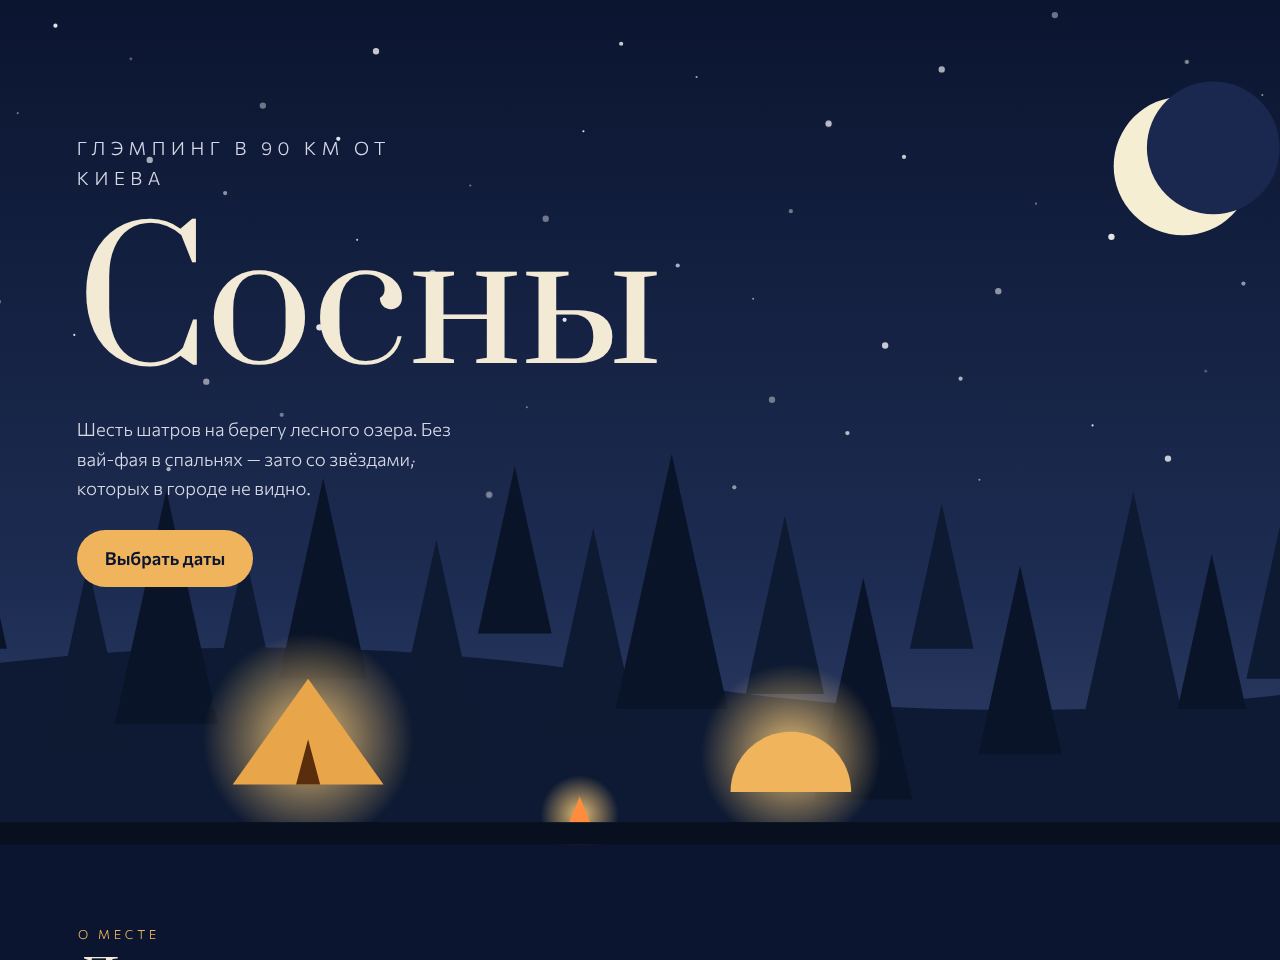 ГЛЭМПИНГ В 90 КМ ОТ
КИЕВА
Сосны
Шесть шатров на берегу лесного озера. Без
вай-фая в спальнях — зато со звёздами,
которых в городе не видно.
Выбрать даты
О МЕСТЕ